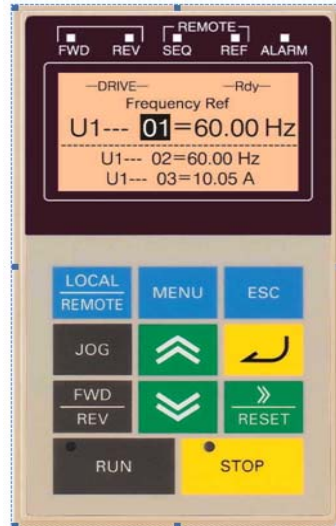 REMOTE
FWD REV SEQ REF ALARM
—DRIVE— —Rdy—
Frequency Ref
U1--- 01=60.00 Hz
U1--- 02=60.00 Hz
U1--- 03=10.05 A
LOCAL
REMOTE
MENU
ESC
JOG
FWD
REV
RESET
RUN
STOP